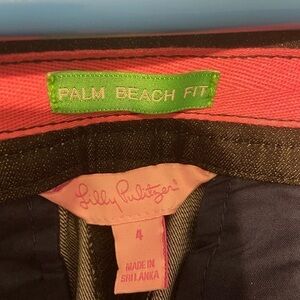 PALM BEACH FIT
Lilly Pulitzer
4
MADE IN
SRI LANKA